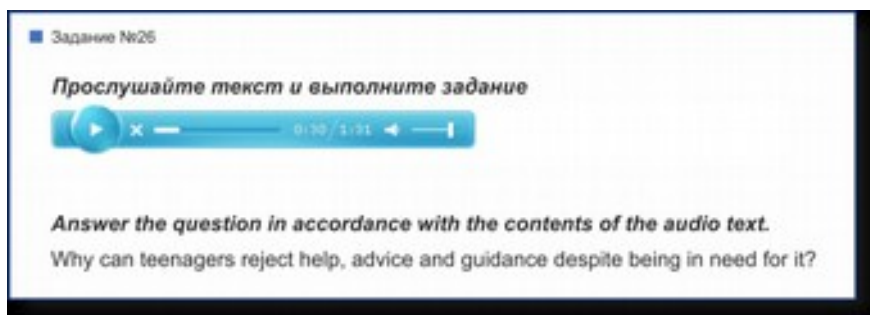 Задание №26
Прослушайте текст и выполните задание
0:30/1:31
Answer the question in accordance with the contents of the audio text.
Why can teenagers reject help, advice and guidance despite being in need for it?